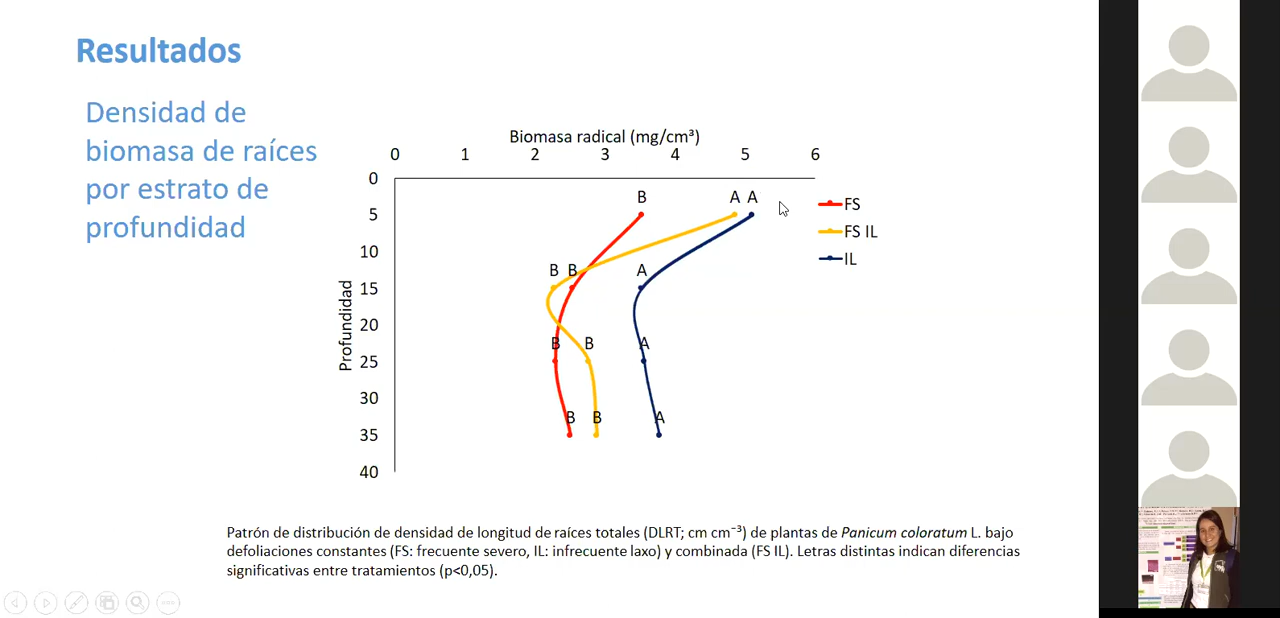 Resultados
Densidad de
biomasa de raíces
por estrato de
profundidad
Biomasa radical (mg/cm³)
0 1 2 3 4 5 6
0
5
10
15
20
25
30
35
40
Profundidad
B A A
B B A
B B A
B B A
FS
FS IL
IL
Patrón de distribución de densidad de longitud de raíces totales (DLRT; cm cm⁻³) de plantas de Panicum coloratum L. bajo
defoliaciones constantes (FS: frecuente severo, IL: infrecuente laxo) y combinada (FS IL). Letras distintas indican diferencias
significativas entre tratamientos (p<0,05).